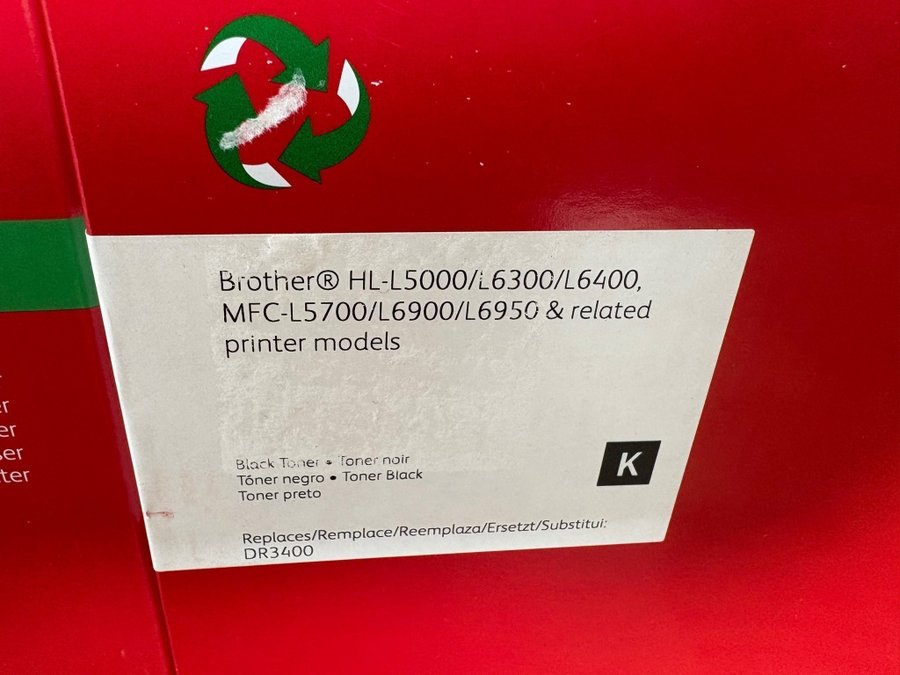 Brother® HL-L5000/L6300/L6400,
MFC-L5700/L6900/L6950 & related
printer models
Black Toner • Toner noir
Tóner negro • Toner Black
Toner preto
K
Replaces/Remplace/Reemplaza/Ersetzt/Substitui:
DR3400